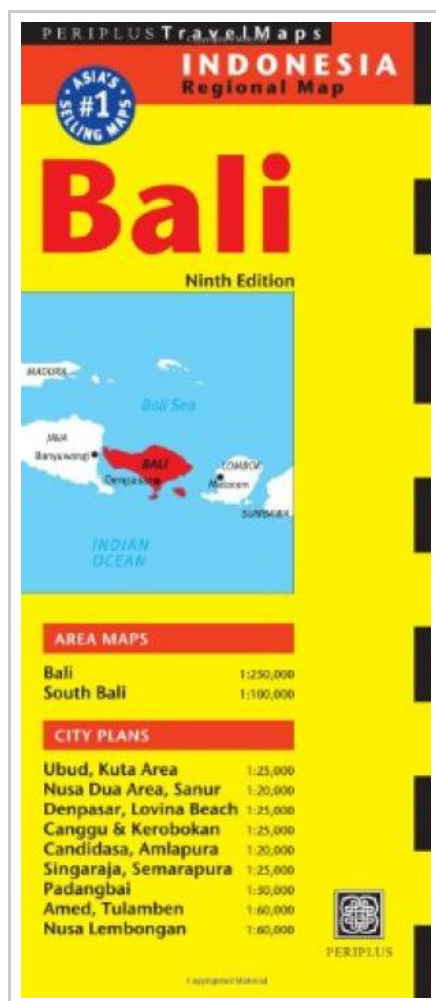 PERIPLUS TravelMaps
INDONESIA
Regional Map
ASIA'S
#1
SELLING MAPS
Bali
Ninth Edition
MADURA
Bali Sea
JAVA
Banyuwangi
BALI
Denpasar
LOMBOK
Mataram
SUMBAWA
INDIAN
OCEAN
AREA MAPS
Bali 1:250,000
South Bali 1:100,000
CITY PLANS
Ubud, Kuta Area 1:25,000
Nusa Dua Area, Sanur 1:20,000
Denpasar, Lovina Beach 1:25,000
Canggu & Kerobokan 1:25,000
Candidasa, Amlapura 1:20,000
Singaraja, Semarapura 1:25,000
Padangbai 1:30,000
Amed, Tulamben 1:60,000
Nusa Lembongan 1:60,000
PERIPLUS
Copyrighted Material